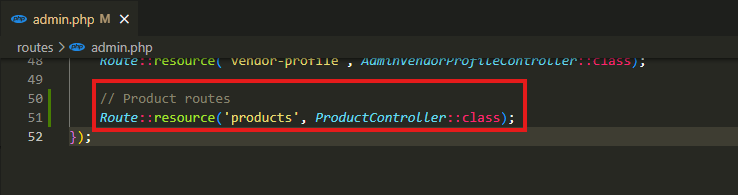 admin.php M ×
routes > admin.php
48 Route::resource('vendor-profile', AdminVendorProfileController::class);
49
50 // Product routes
51 Route::resource('products', ProductController::class);
52 });